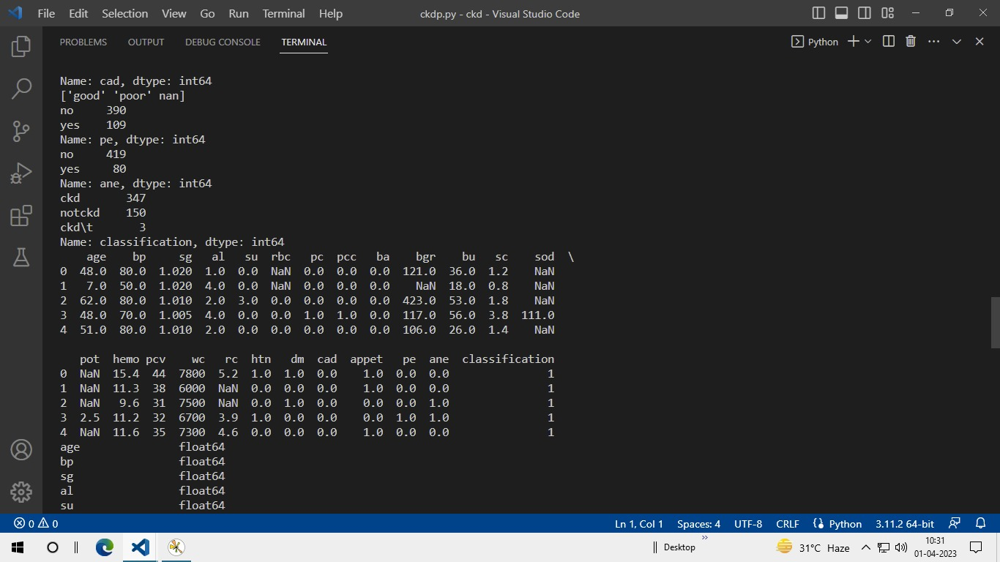 File Edit Selection View Go Run Terminal Help ckdp.py - ckd - Visual Studio Code
PROBLEMS OUTPUT DEBUG CONSOLE TERMINAL Python
Name: cad, dtype: int64
['good' 'poor' nan]
no     390
yes    109
Name: pe, dtype: int64
no     419
yes     80
Name: ane, dtype: int64
ckd       347
notckd    150
ckd\t       3
Name: classification, dtype: int64
    age    bp     sg   al   su  rbc   pc  pcc   ba    bgr    bu   sc    sod  \
0  48.0  80.0  1.020  1.0  0.0  NaN  0.0  0.0  0.0  121.0  36.0  1.2    NaN
1   7.0  50.0  1.020  4.0  0.0  NaN  0.0  0.0  0.0    NaN  18.0  0.8    NaN
2  62.0  80.0  1.010  2.0  3.0  0.0  0.0  0.0  0.0  423.0  53.0  1.8    NaN
3  48.0  70.0  1.005  4.0  0.0  0.0  1.0  1.0  0.0  117.0  56.0  3.8  111.0
4  51.0  80.0  1.010  2.0  0.0  0.0  0.0  0.0  0.0  106.0  26.0  1.4    NaN
   pot  hemo pcv    wc   rc  htn   dm  cad  appet   pe  ane  classification
0  NaN  15.4  44  7800  5.2  1.0  1.0  0.0    1.0  0.0  0.0               1
1  NaN  11.3  38  6000  NaN  0.0  0.0  0.0    1.0  0.0  0.0               1
2  NaN   9.6  31  7500  NaN  0.0  1.0  0.0    0.0  0.0  1.0               1
3  2.5  11.2  32  6700  3.9  1.0  0.0  0.0    0.0  1.0  1.0               1
4  NaN  11.6  35  7300  4.6  0.0  0.0  0.0    1.0  0.0  0.0               1
age               float64
bp                float64
sg                float64
al                float64
su                float64
0 0 Ln 1, Col 1 Spaces: 4 UTF-8 CRLF Python 3.11.2 64-bit
Desktop 31°C Haze 10:31
01-04-2023